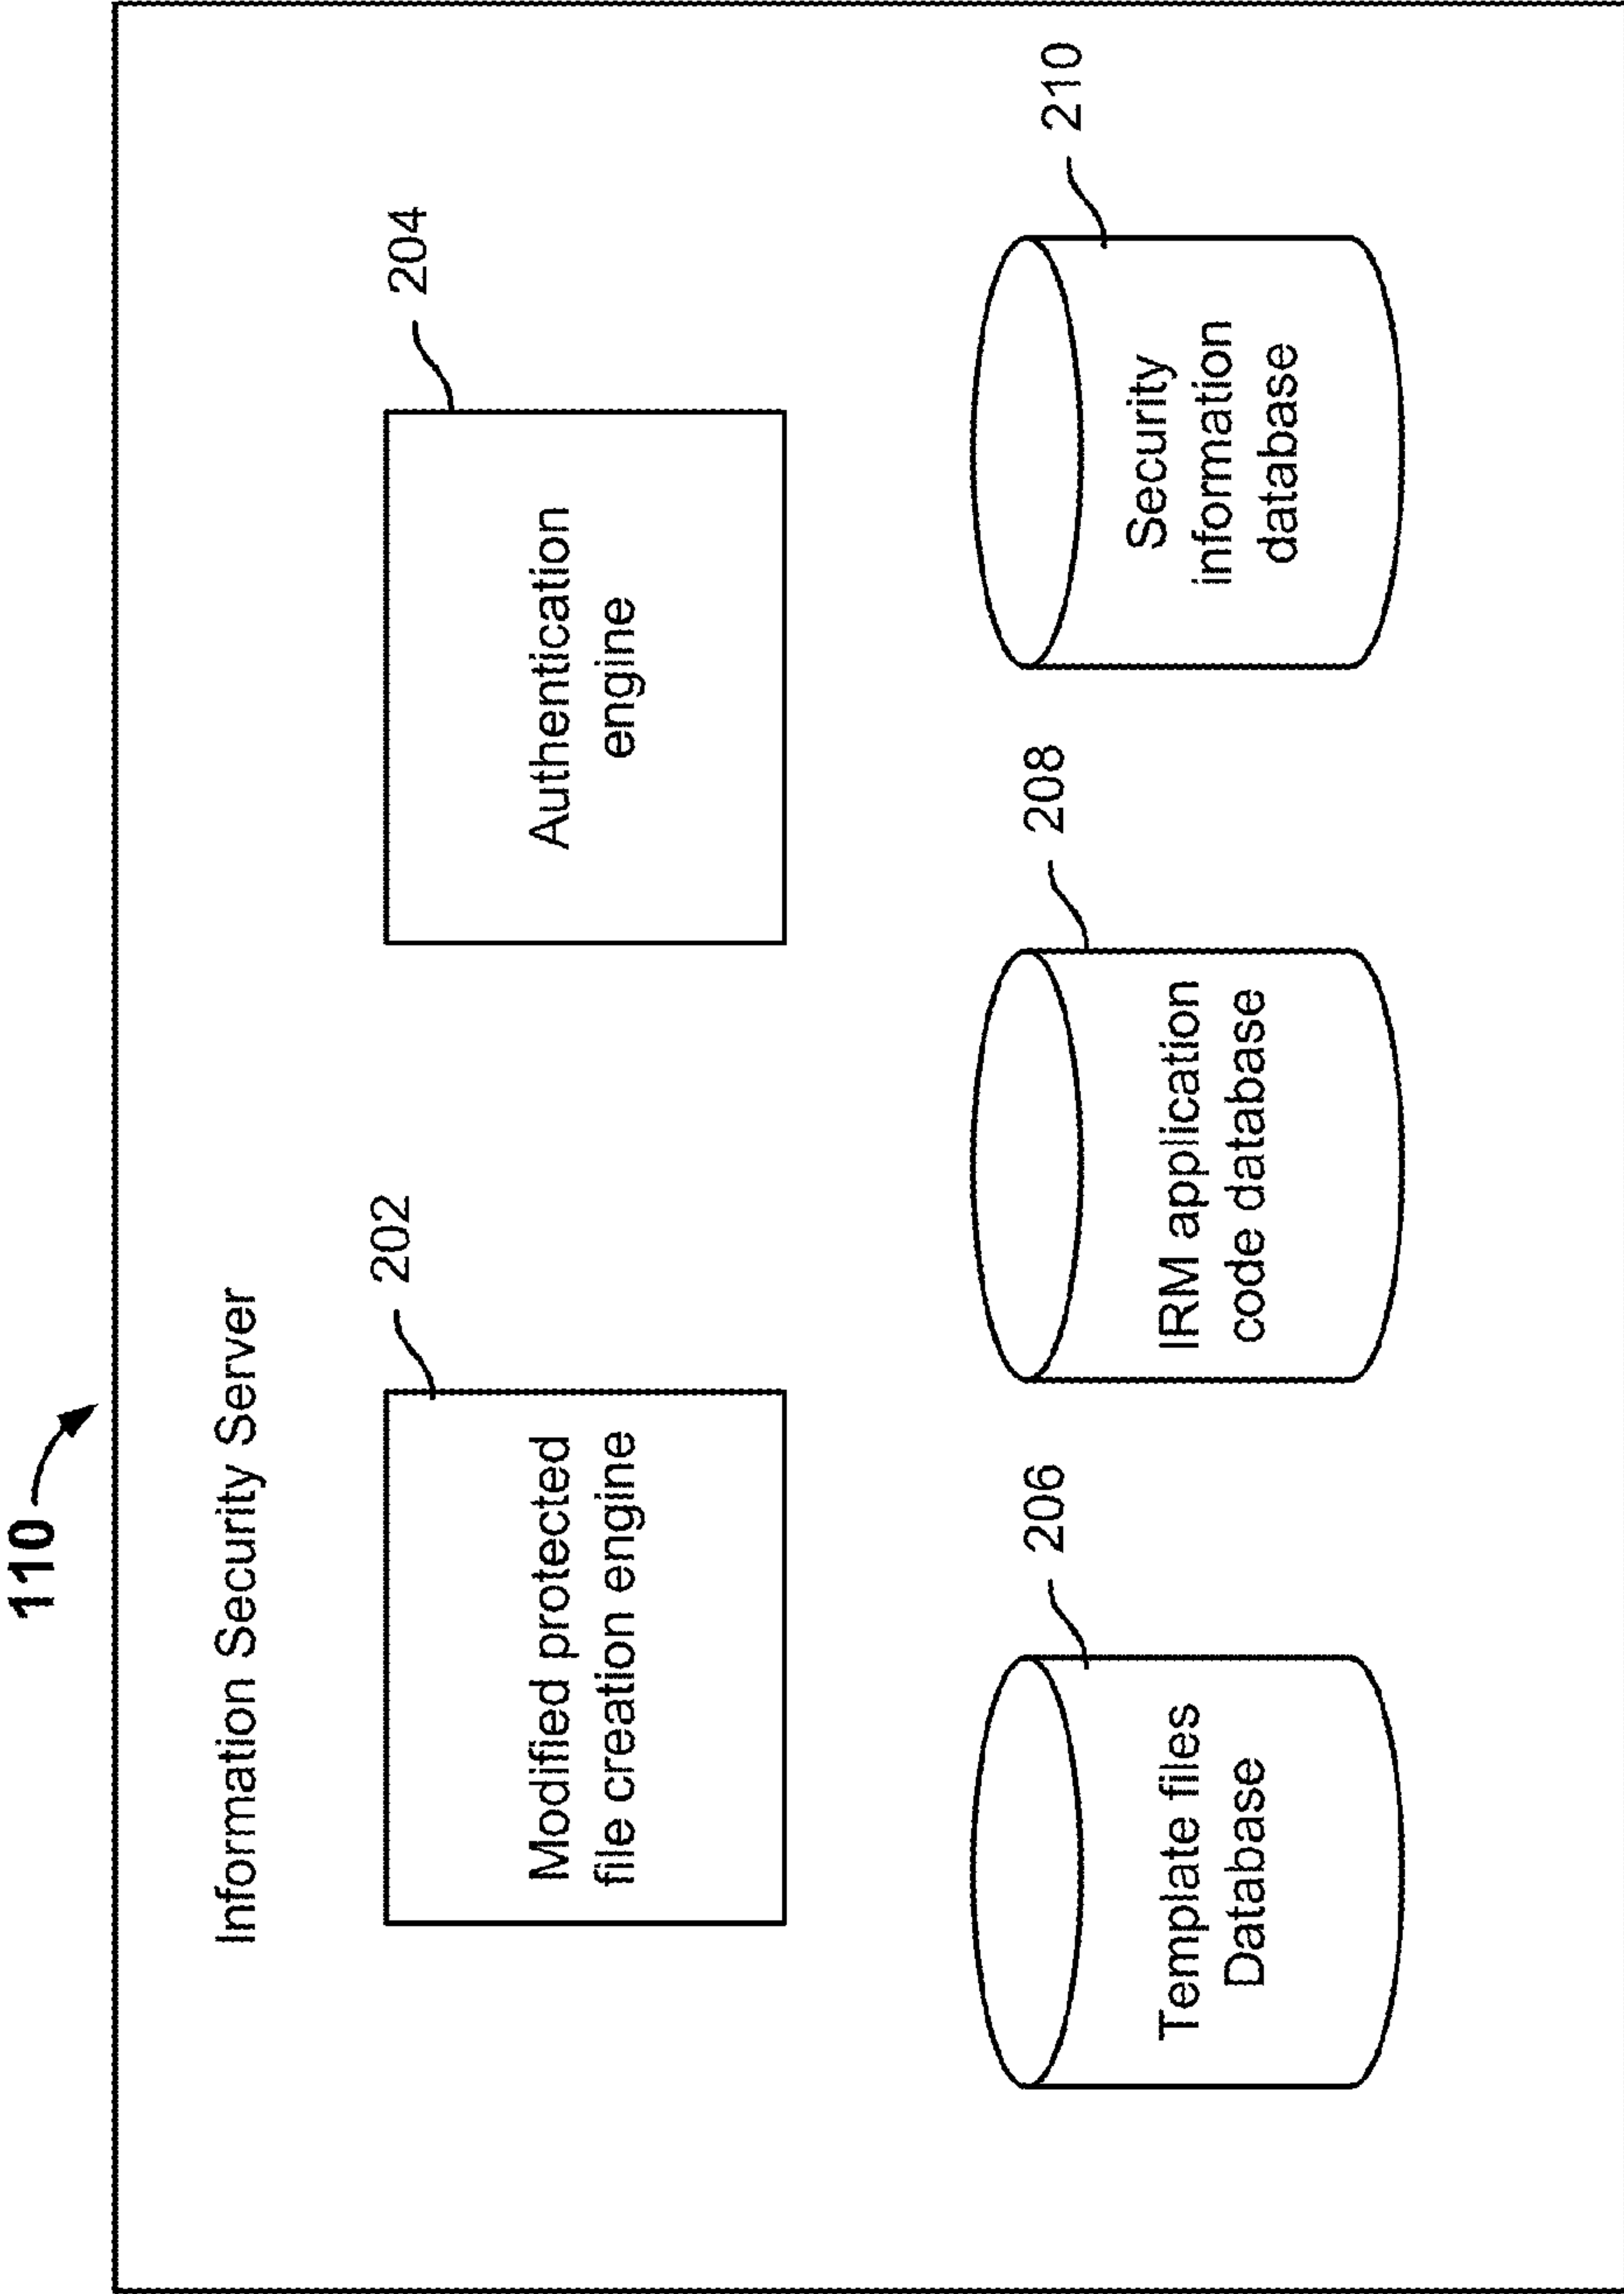 110
Information Security Server
202
204
Modified protected
file creation engine
Authentication
engine
206
208
210
Template files
Database
IRM application
code database
Security
information
database